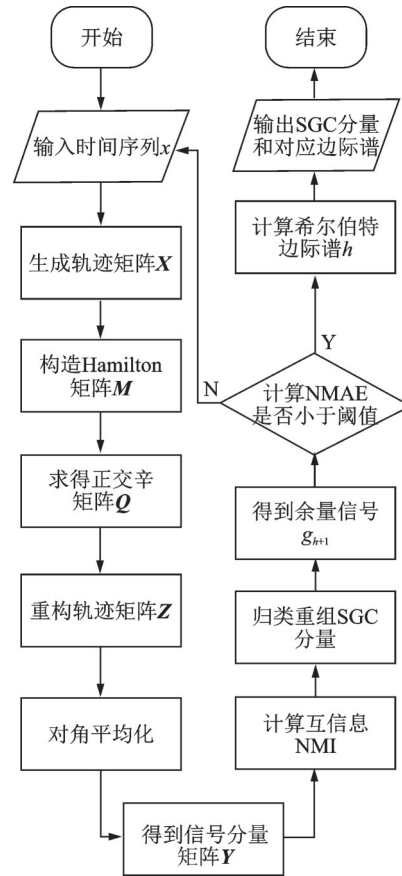 开始
输入时间序列x
生成轨迹矩阵X
构造Hamilton
矩阵M
求得正交辛
矩阵Q
重构轨迹矩阵Z
对角平均化
得到信号分量
矩阵Y
计算互信息
NMI
归类重组SGC
分量
得到余量信号
g_{h+1}
计算NMAE
是否小于阈值
N
Y
计算希尔伯特
边际谱h
输出SGC分量
和对应边际谱
结束